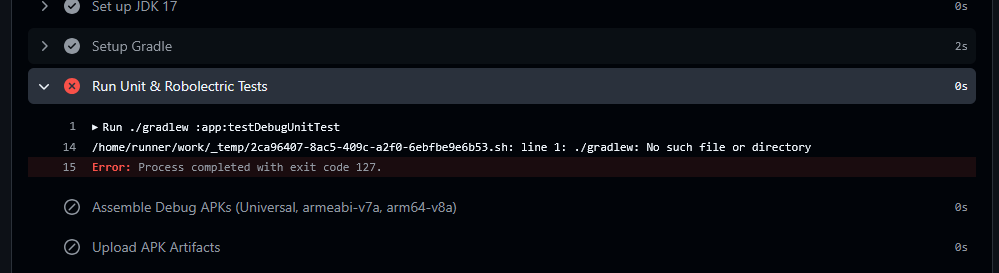 Set up JDK 17 0s
Setup Gradle 2s
Run Unit & Robolectric Tests 0s
1 Run ./gradlew :app:testDebugUnitTest
14 /home/runner/work/_temp/2ca96407-8ac5-409c-a2f0-6ebfbe9e6b53.sh: line 1: ./gradlew: No such file or directory
15 Error: Process completed with exit code 127.
Assemble Debug APKs (Universal, armeabi-v7a, arm64-v8a) 0s
Upload APK Artifacts 0s